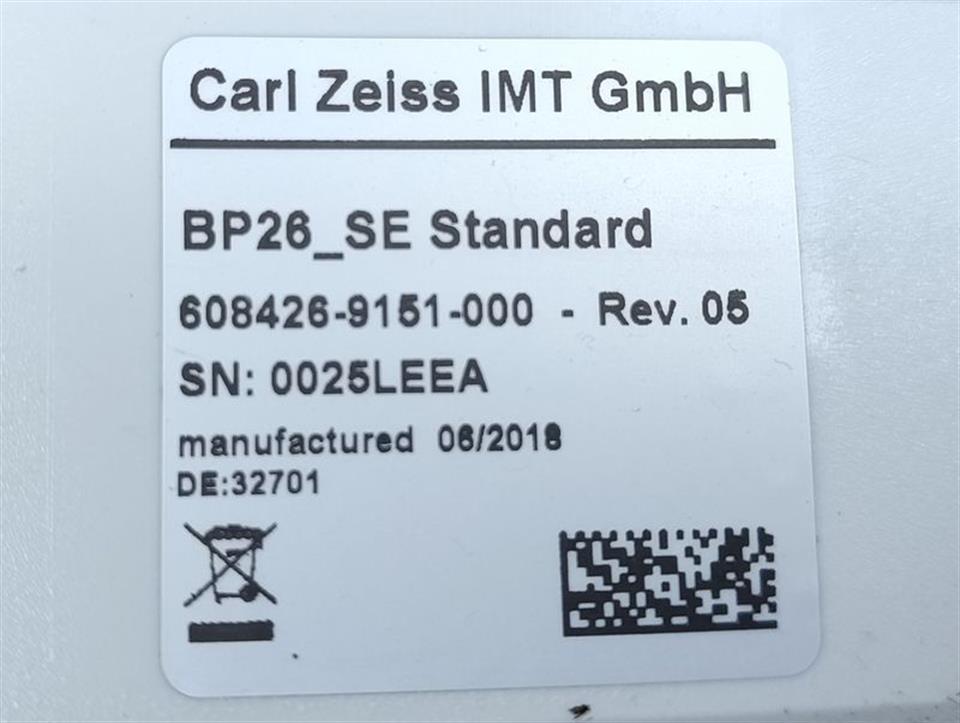 Carl Zeiss IMT GmbH
BP26_SE Standard
608426-9151-000 - Rev. 05
SN: 0025LEEA
manufactured 06/2018
DE:32701